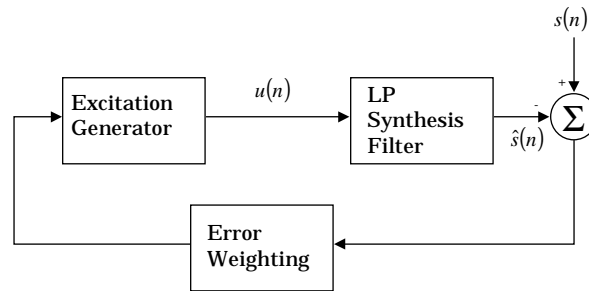 s(n)
+
Excitation
Generator
u(n)
LP
Synthesis
Filter
-
Σ
ŝ(n)
Error
Weighting